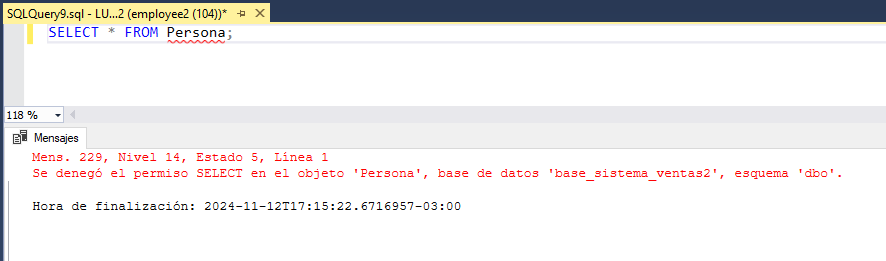 SQLQuery9.sql - LU...2 (employee2 (104))*
SELECT * FROM Persona;
118 %
Mensajes
Mens. 229, Nivel 14, Estado 5, Línea 1
Se denegó el permiso SELECT en el objeto 'Persona', base de datos 'base_sistema_ventas2', esquema 'dbo'.
Hora de finalización: 2024-11-12T17:15:22.6716957-03:00